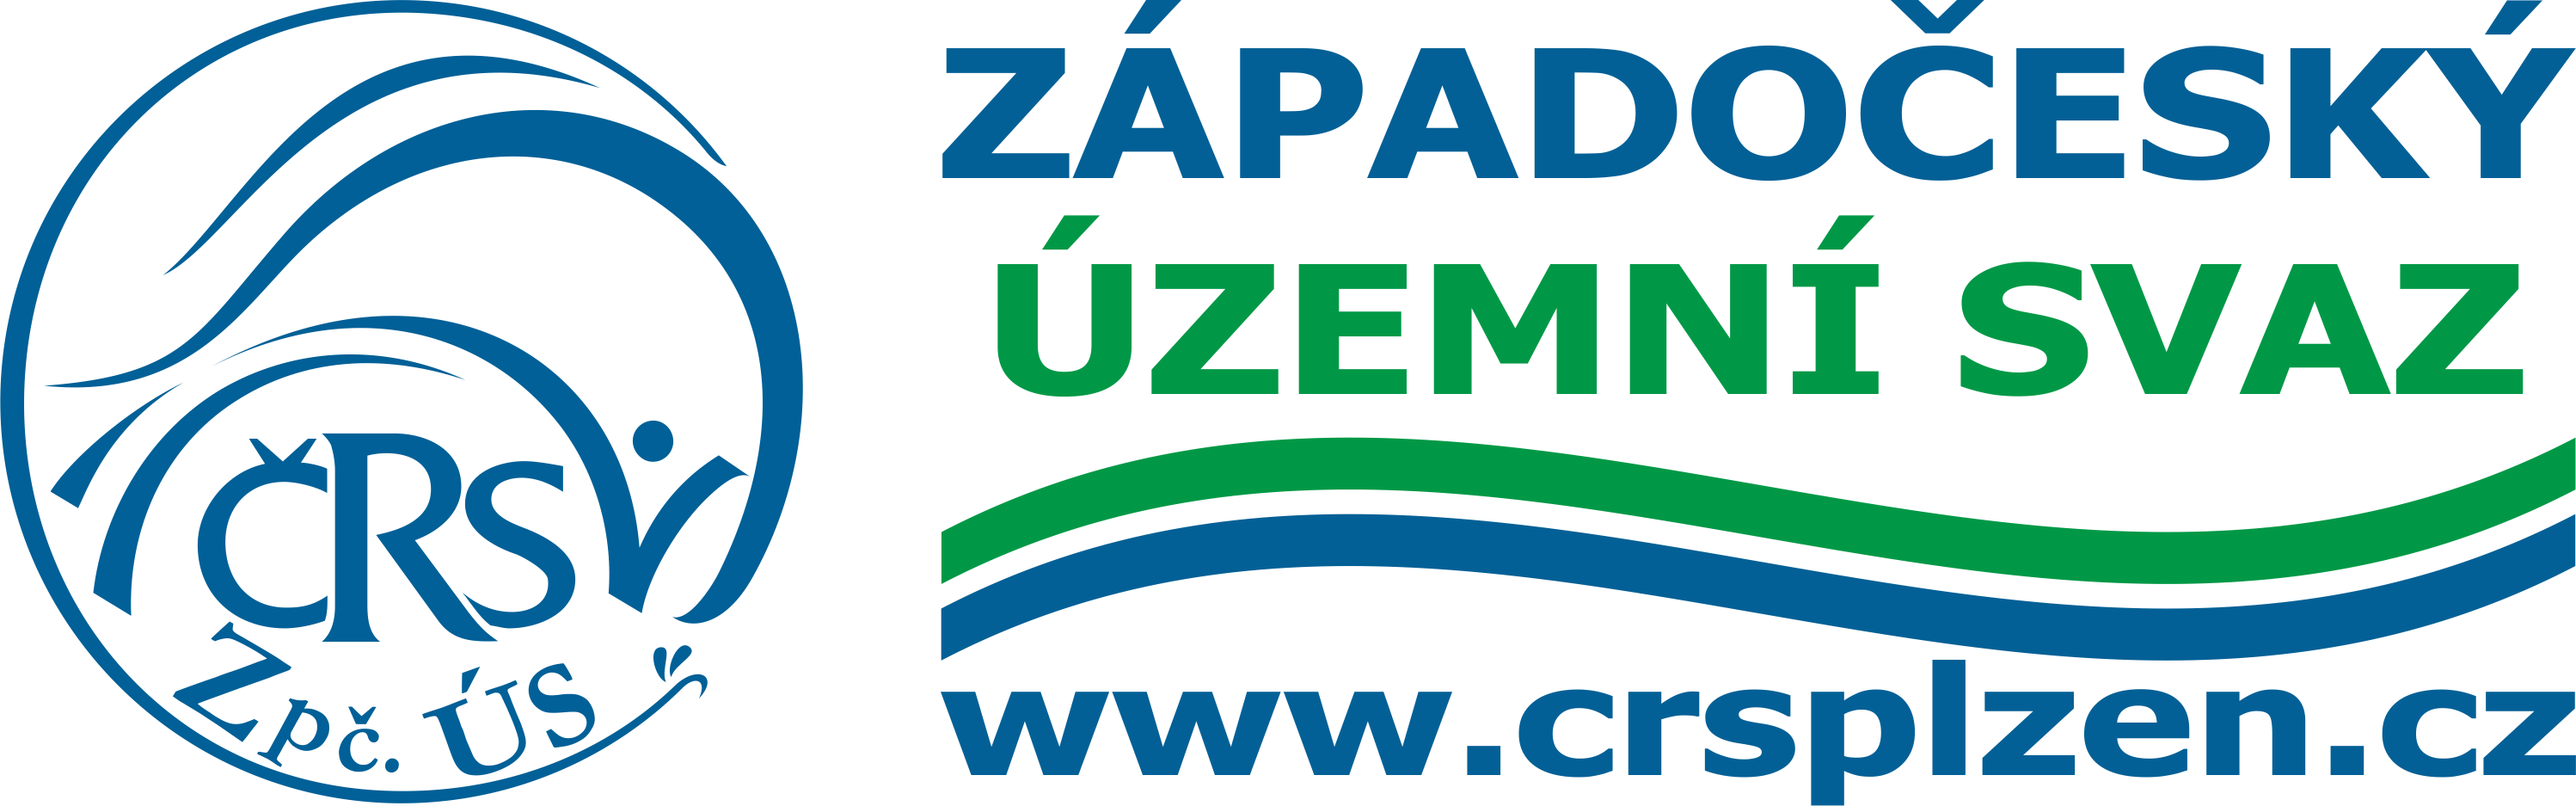 ČRS
Zpč. ÚS
ZÁPADOČESKÝ
ÚZEMNÍ SVAZ
www.crsplzen.cz